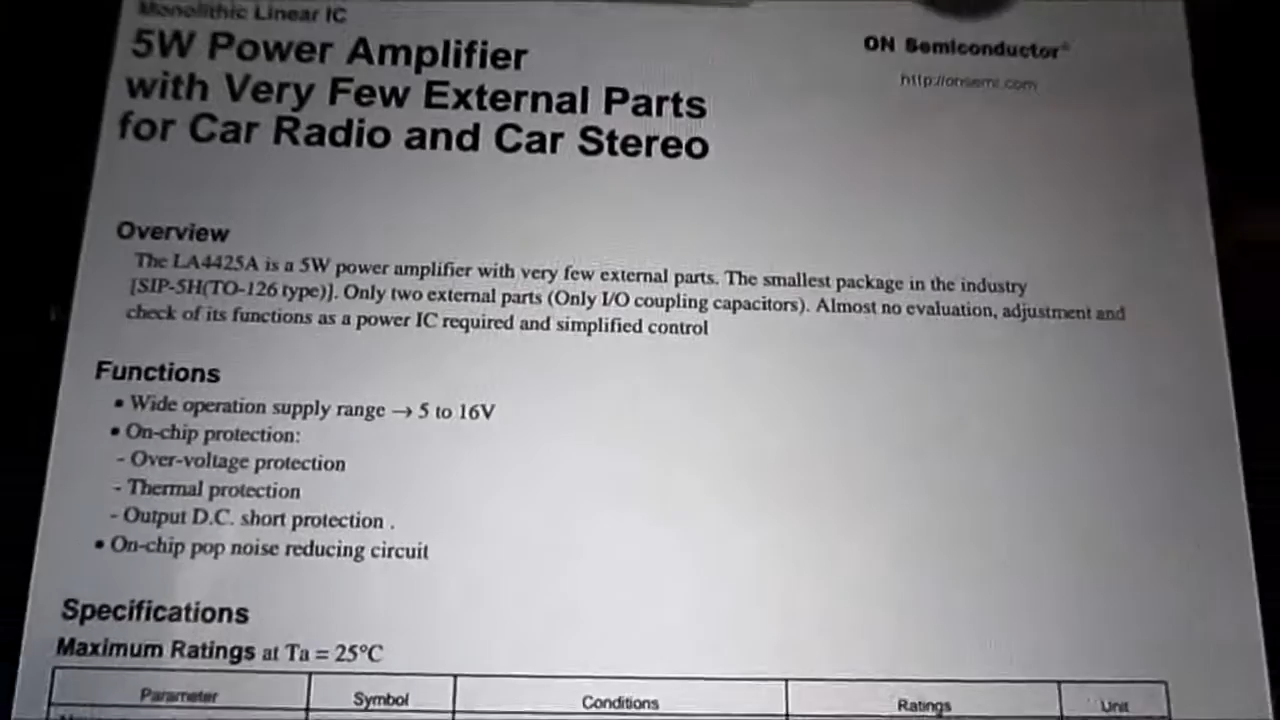 Monolithic Linear IC
5W Power Amplifier
with Very Few External Parts
for Car Radio and Car Stereo
ON Semiconductor®
http://onsemi.com
Overview
The LA4425A is a 5W power amplifier with very few external parts. The smallest package in the industry
[SIP-5H(TO-126 type)]. Only two external parts (Only I/O coupling capacitors). Almost no evaluation, adjustment and
check of its functions as a power IC required and simplified control
Functions
• Wide operation supply range → 5 to 16V
• On-chip protection:
- Over-voltage protection
- Thermal protection
- Output D.C. short protection .
• On-chip pop noise reducing circuit
Specifications
Maximum Ratings at Ta = 25°C
Parameter Symbol Conditions Ratings Unit